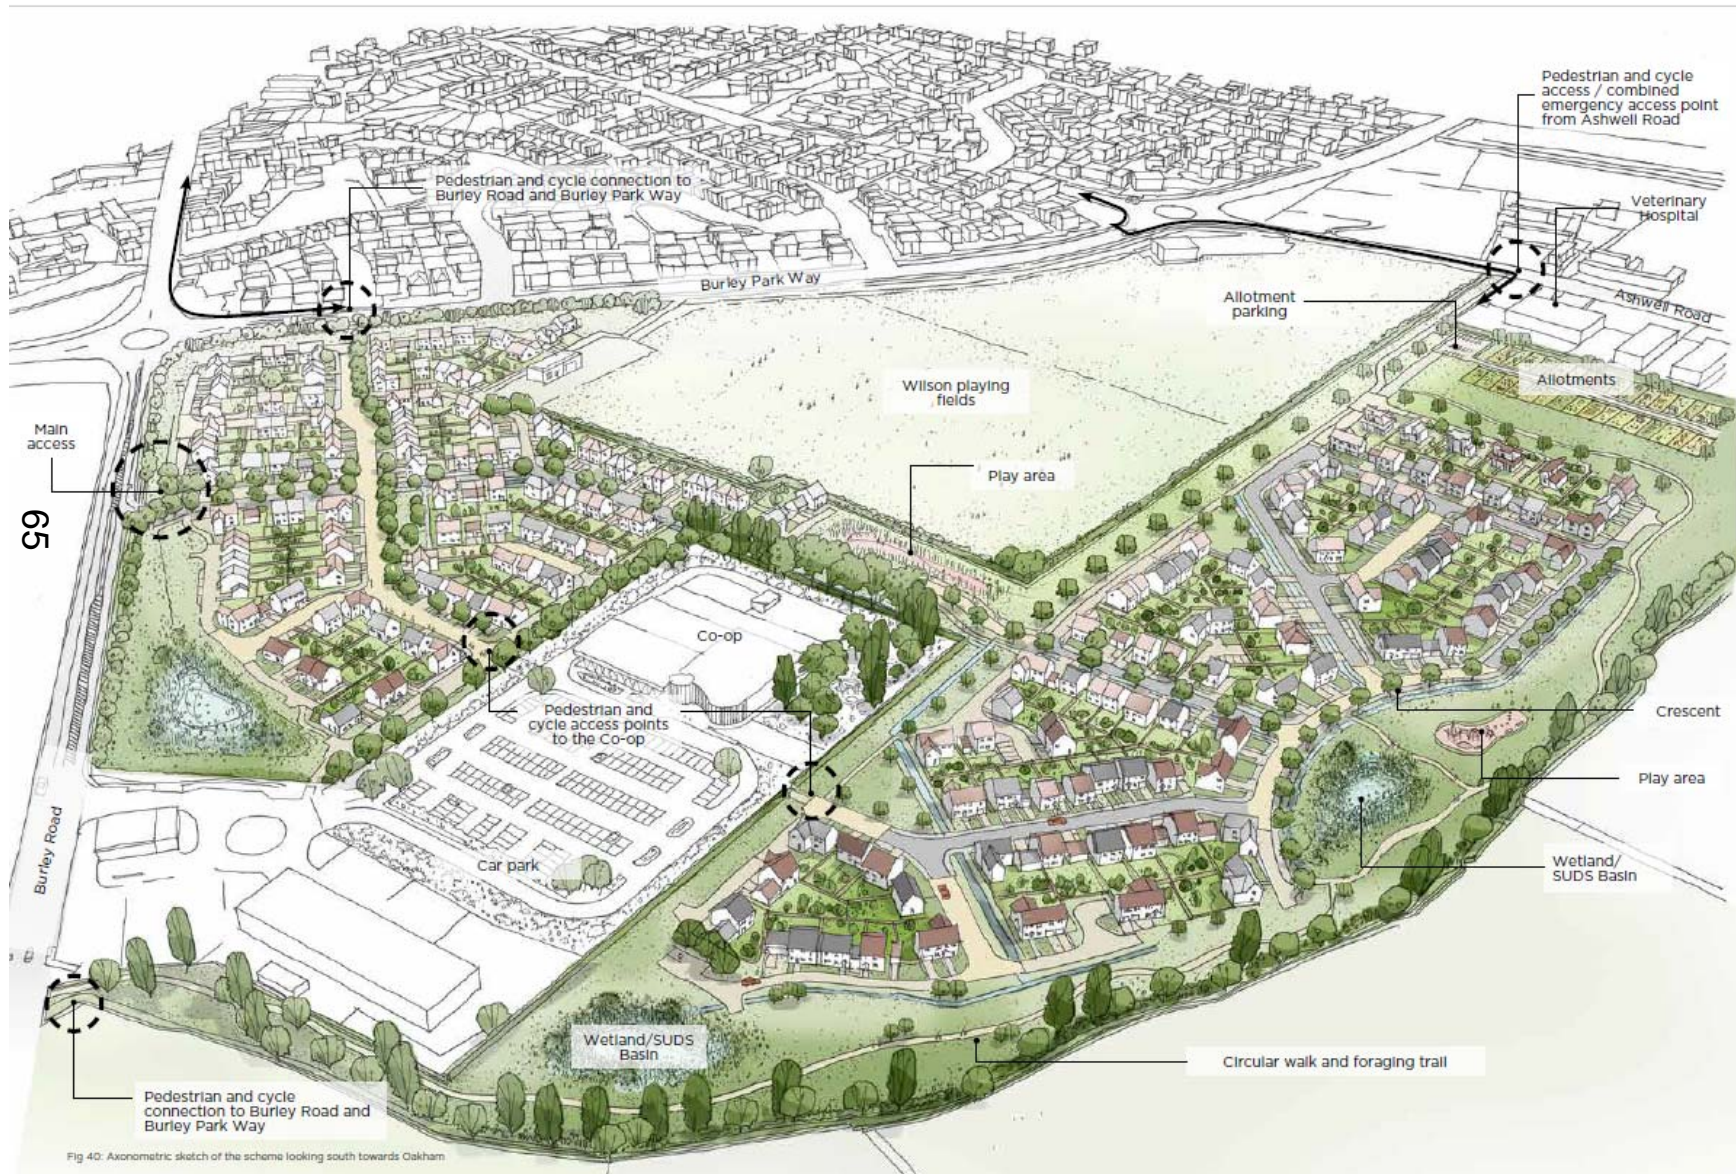 Pedestrian and cycle
access / combined
emergency access point
from Ashwell Road
Pedestrian and cycle connection to
Burley Road and Burley Park Way
Veterinary
Hospital
Burley Park Way
Allotment
parking
Ashwell Road
Wilson playing
fields
Allotments
Main
access
Play area
65
Co-op
Pedestrian and
cycle access points
to the Co-op
Crescent
Play area
Burley Road
Car park
Wetland/
SUDS Basin
Wetland/SUDS
Basin
Circular walk and foraging trail
Pedestrian and cycle
connection to Burley Road and
Burley Park Way
Fig 40: Axonometric sketch of the scheme looking south towards Oakham